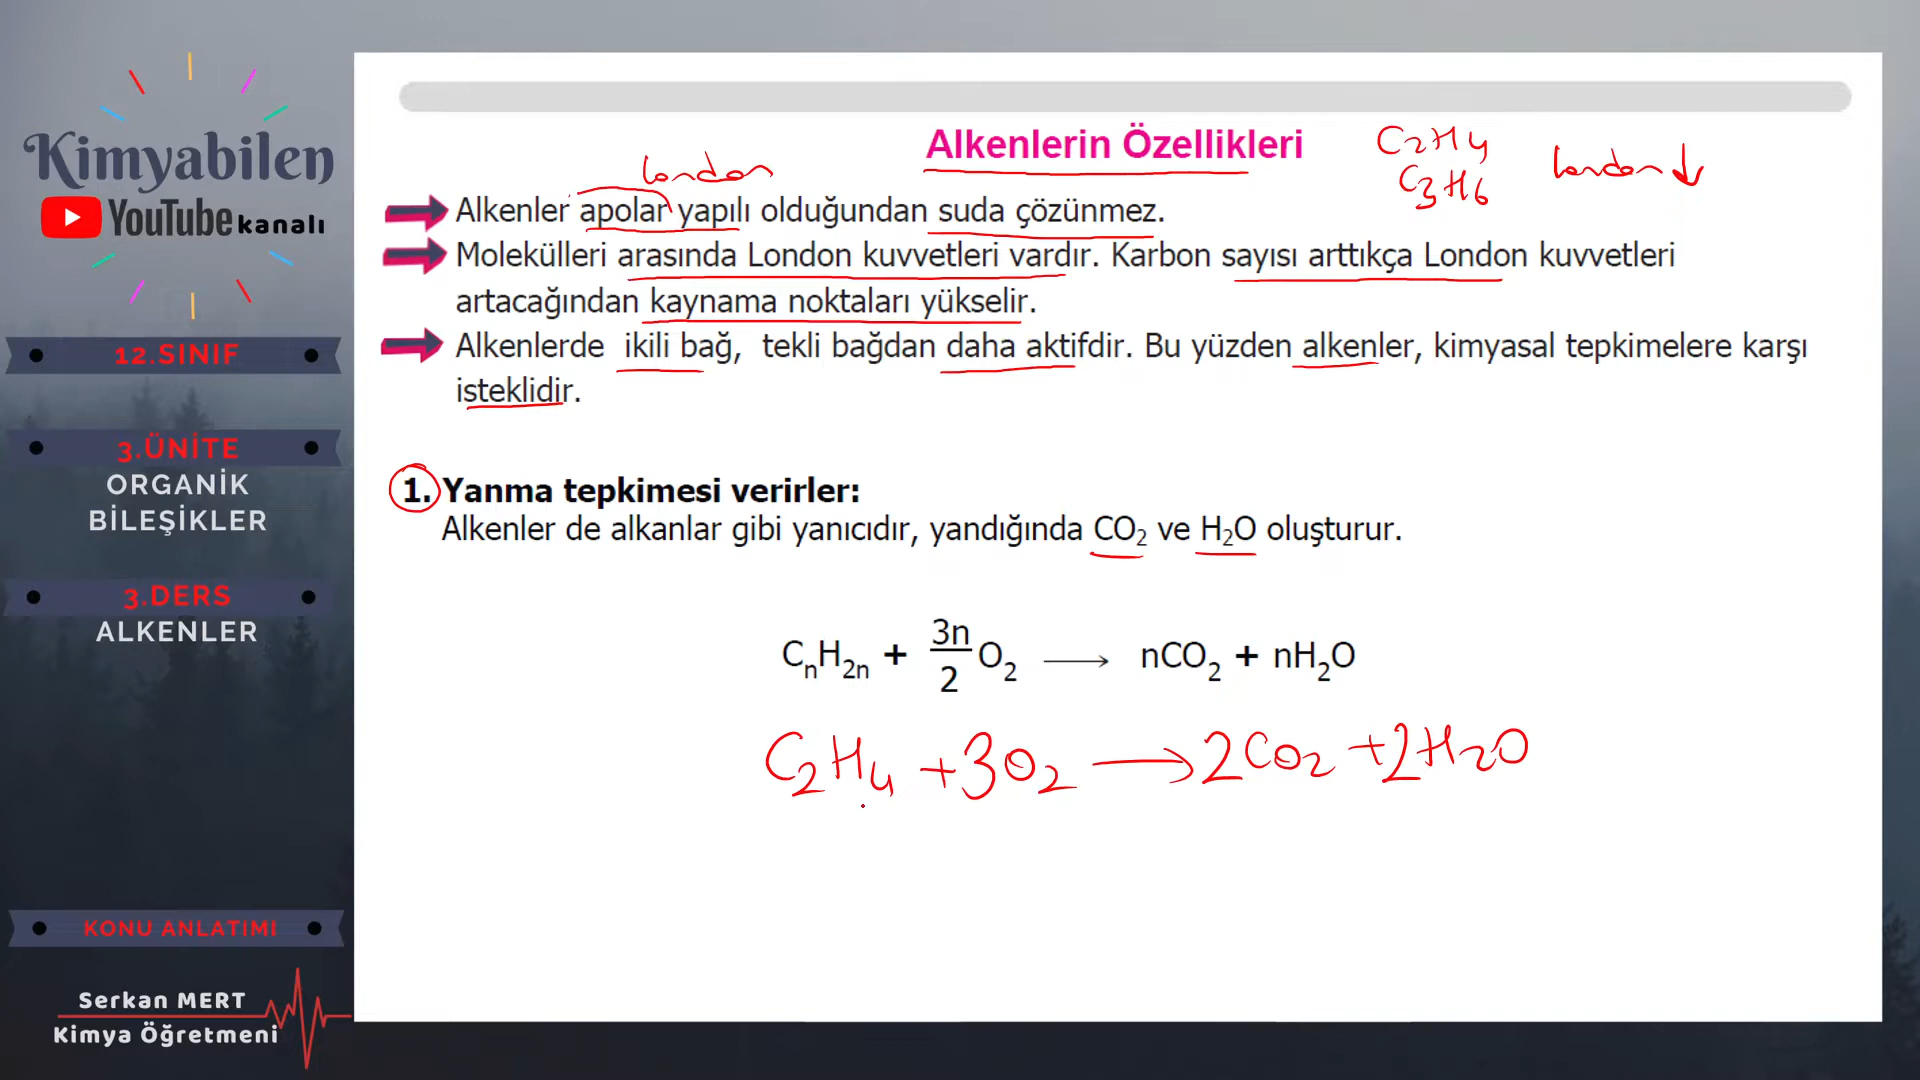 Kimyabilen
YouTube kanalı
12.SINIF
3.ÜNİTE
ORGANİK
BİLEŞİKLER
3.DERS
ALKENLER
KONU ANLATIMI
Serkan MERT
Kimya Öğretmeni
Alkenlerin Özellikleri
C2H4
C3H6
london ↓
london
Alkenler apolar yapılı olduğundan suda çözünmez.
Molekülleri arasında London kuvvetleri vardır. Karbon sayısı arttıkça London kuvvetleri
artacağından kaynama noktaları yükselir.
Alkenlerde ikili bağ, tekli bağdan daha aktifdir. Bu yüzden alkenler, kimyasal tepkimelere karşı
isteklidir.
1. Yanma tepkimesi verirler:
Alkenler de alkanlar gibi yanıcıdır, yandığında CO₂ ve H₂O oluşturur.
CₙH₂ₙ + 3n/2 O₂ ⟶ nCO₂ + nH₂O
C2H4 + 3O2 ⟶ 2CO2 + 2H2O